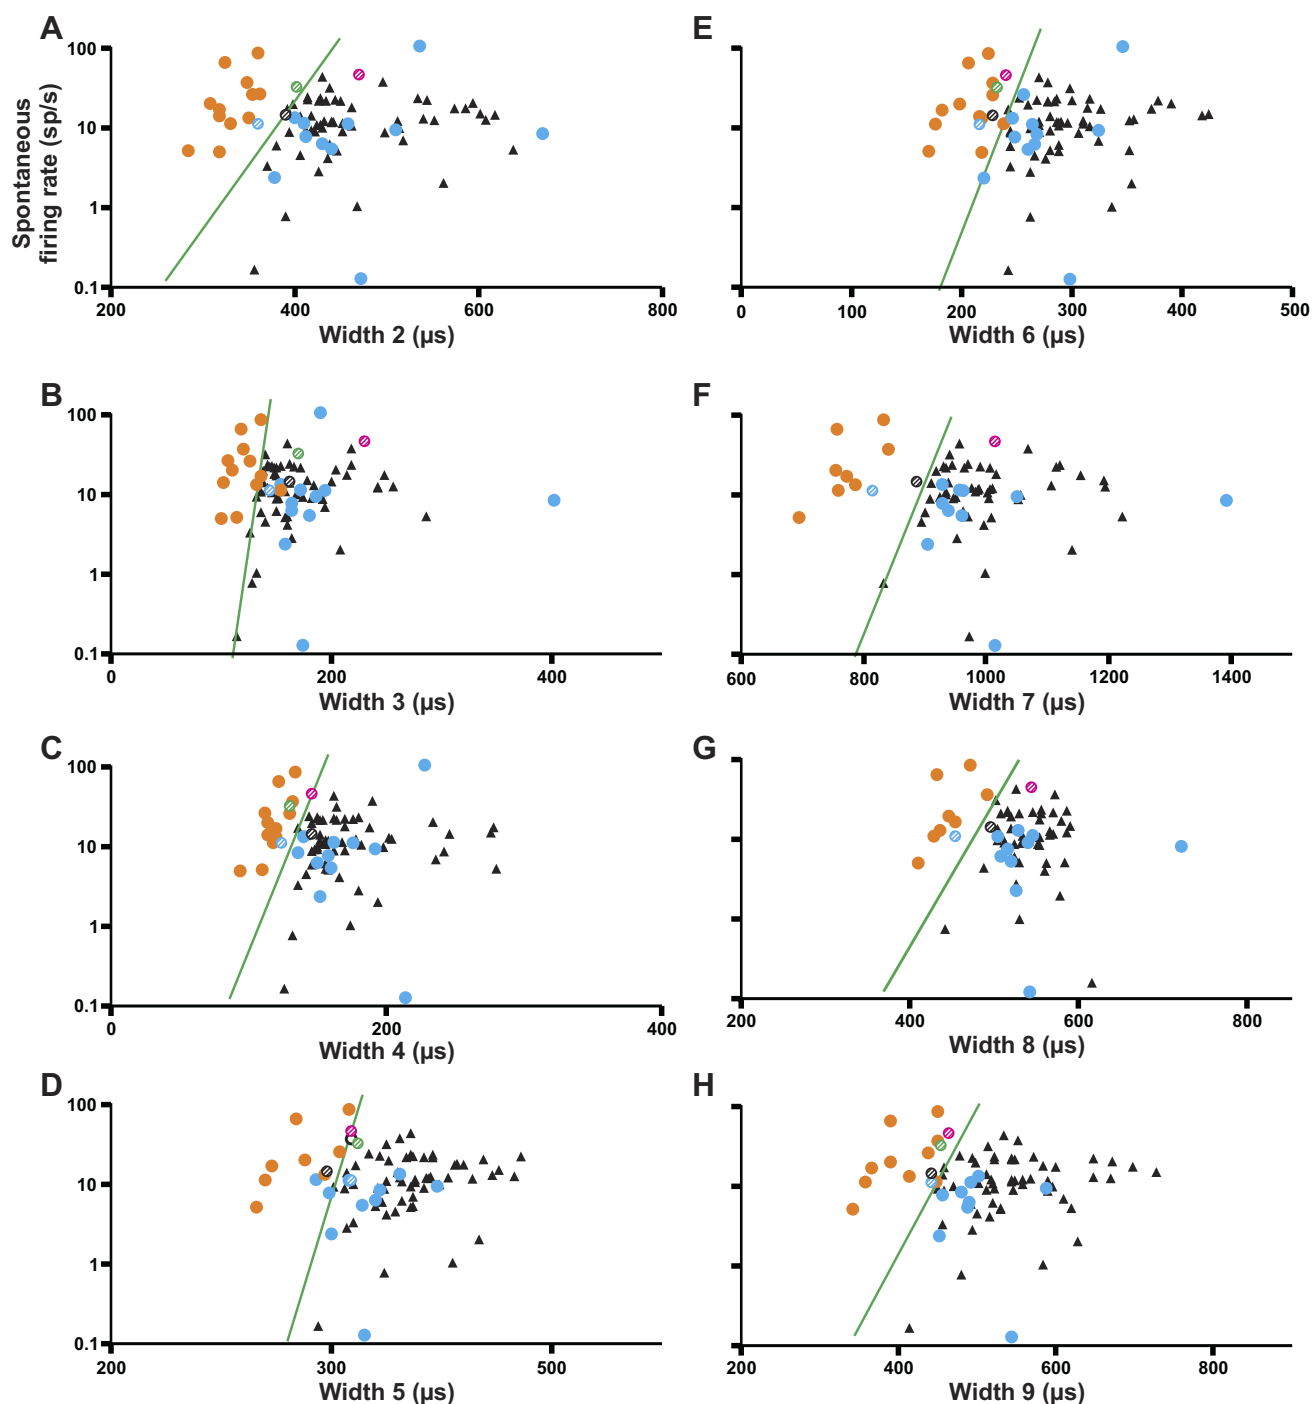 A
Spontaneous
firing rate (sp/s)
100
10
1
0.1
200 400 600 800
Width 2 (µs)
E
0 100 200 300 400 500
Width 6 (µs)
B
100
10
1
0.1
0 200 400
Width 3 (µs)
F
600 800 1000 1200 1400
Width 7 (µs)
C
100
10
1
0.1
0 200 400
Width 4 (µs)
G
200 400 600 800
Width 8 (µs)
D
100
10
1
0.1
200 300 500
Width 5 (µs)
H
200 400 600 800
Width 9 (µs)